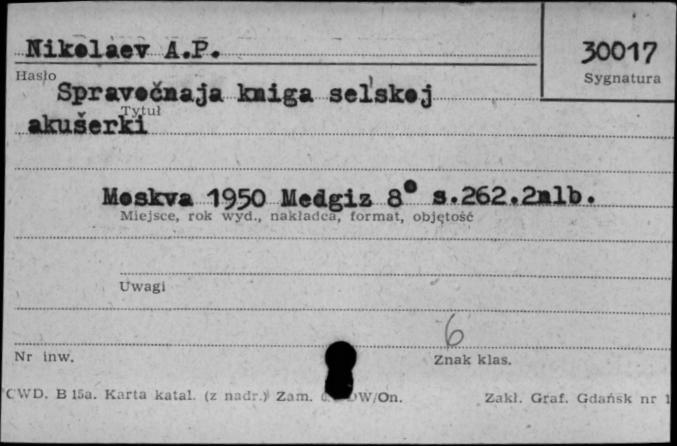 Nikolaev A.P.
30017
Hasło
Sygnatura
Spravočnaja kniga sel'skoj
Tytuł
akušerki
Moskva 1950 Medgiz 8° s.262.2nlb.
Miejsce, rok wyd., nakładca, format, objętość
Uwagi
6
Nr inw.
Znak klas.
CWD. B 15a. Karta katal. (z nadr.) Zam. DW/On.
Zakł. Graf. Gdańsk nr 1